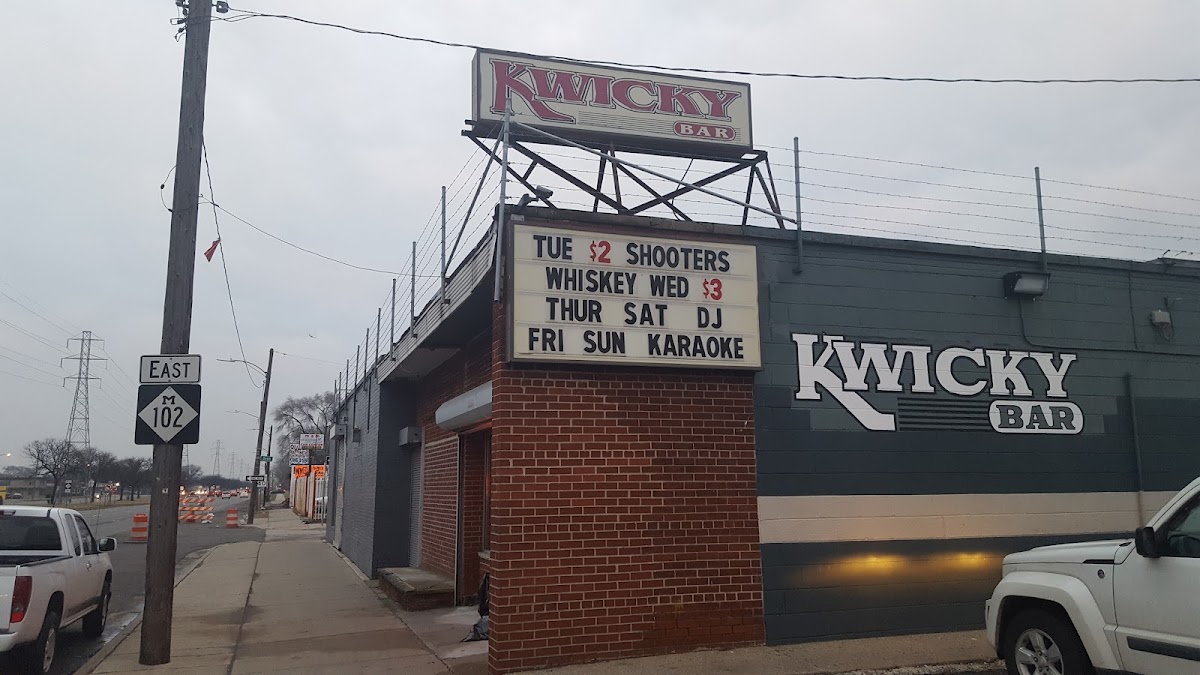 KWICKY
BAR
TUE $2 SHOOTERS
WHISKEY WED $3
THUR SAT DJ
FRI SUN KARAOKE
KWICKY
BAR
EAST
M
102